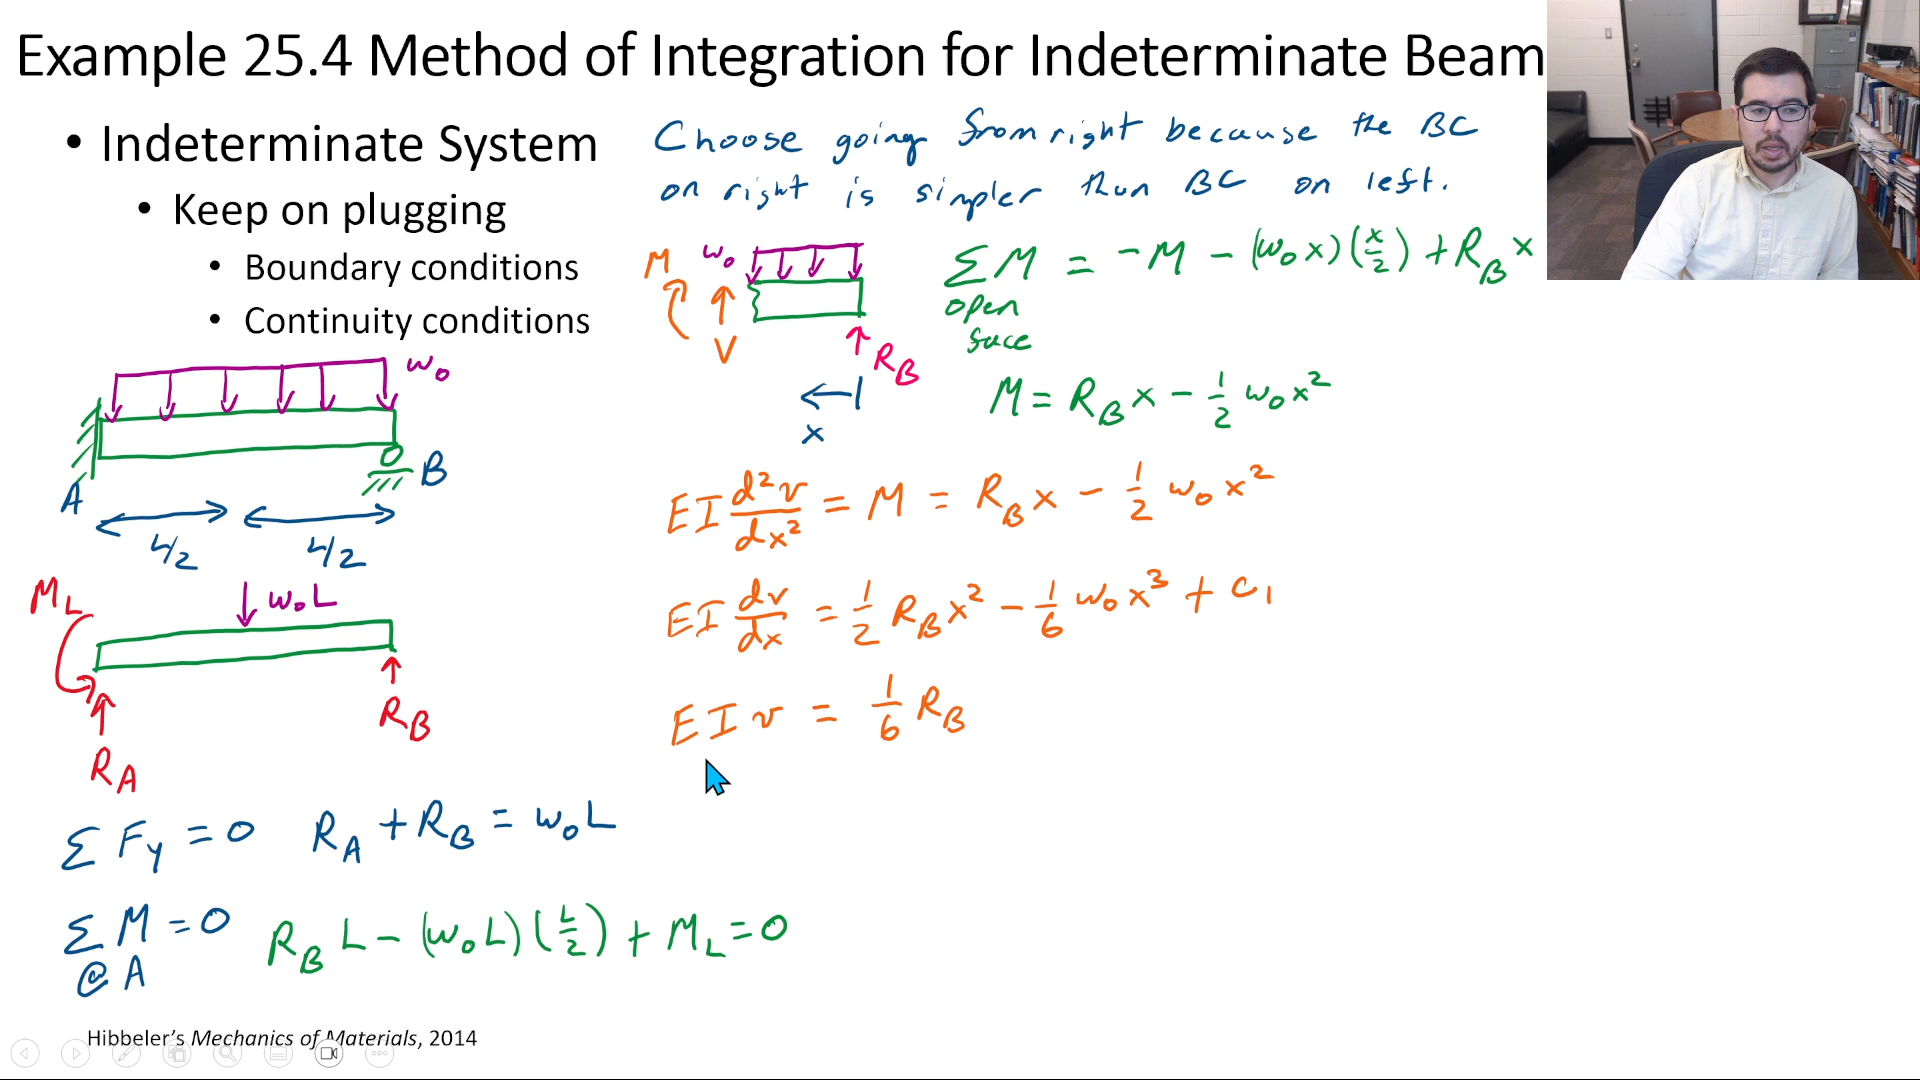 Example 25.4 Method of Integration for Indeterminate Beam
• Indeterminate System
• Keep on plugging
• Boundary conditions
• Continuity conditions
Choose going from right because the BC
on right is simpler than BC on left.
w₀
A
B
L/2
L/2
M_L
w₀L
R_A
R_B
ΣF_y = 0 R_A + R_B = w₀L
ΣM = 0 R_B L − (w₀L)(L/2) + M_L = 0
@ A
M
w₀
V
R_B
x
ΣM = −M − (w₀x)(x/2) + R_B x
open
face
M = R_B x − 1/2 w₀x²
EI d²v/dx² = M = R_B x − 1/2 w₀x²
EI dv/dx = 1/2 R_B x² − 1/6 w₀x³ + C₁
EIv = 1/6 R_B
Hibbeler's Mechanics of Materials, 2014